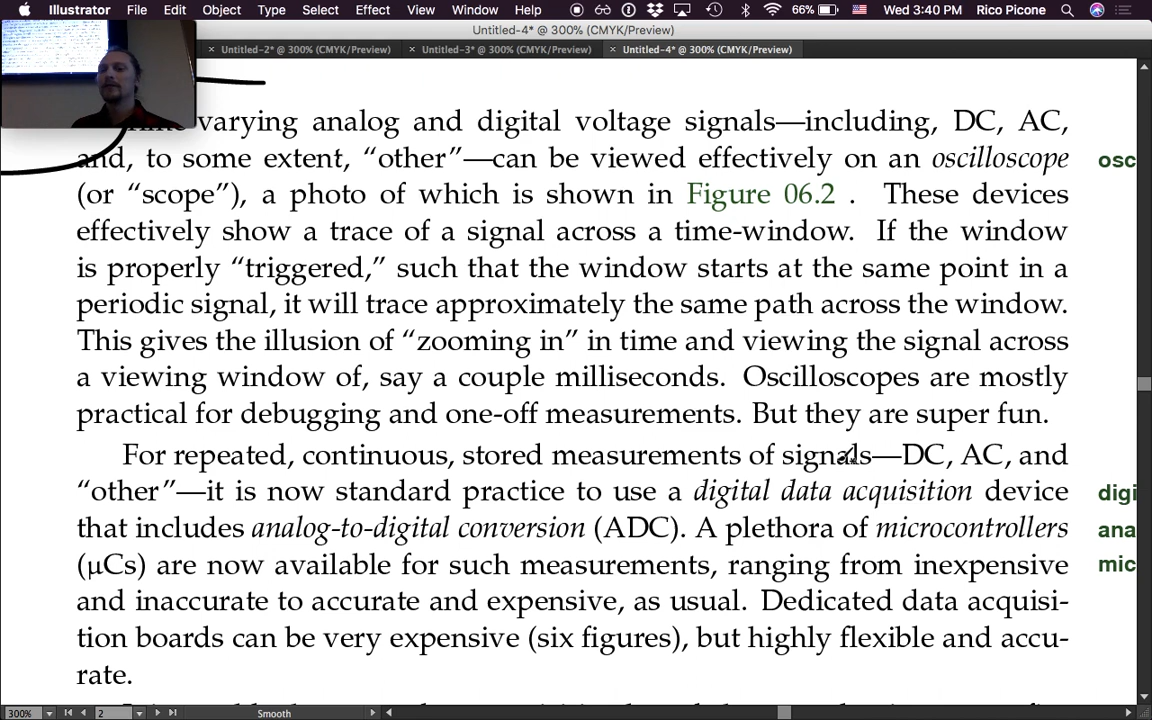 Illustrator File Edit Object Type Select Effect View Window Help 66% Wed 3:40 PM Rico Picone
Untitled-4* @ 300% (CMYK/Preview)
× Untitled-2* @ 300% (CMYK/Preview) × Untitled-3* @ 300% (CMYK/Preview) × Untitled-4* @ 300% (CMYK/Preview)
varying analog and digital voltage signals—including, DC, AC,
and, to some extent, “other”—can be viewed effectively on an oscilloscope osc
(or “scope”), a photo of which is shown in Figure 06.2 . These devices
effectively show a trace of a signal across a time-window. If the window
is properly “triggered,” such that the window starts at the same point in a
periodic signal, it will trace approximately the same path across the window.
This gives the illusion of “zooming in” in time and viewing the signal across
a viewing window of, say a couple milliseconds. Oscilloscopes are mostly
practical for debugging and one-off measurements. But they are super fun.
For repeated, continuous, stored measurements of signals—DC, AC, and
“other”—it is now standard practice to use a digital data acquisition device digi
that includes analog-to-digital conversion (ADC). A plethora of microcontrollers ana
(μCs) are now available for such measurements, ranging from inexpensive mic
and inaccurate to accurate and expensive, as usual. Dedicated data acquisi-
tion boards can be very expensive (six figures), but highly flexible and accu-
rate.
300% 2 Smooth